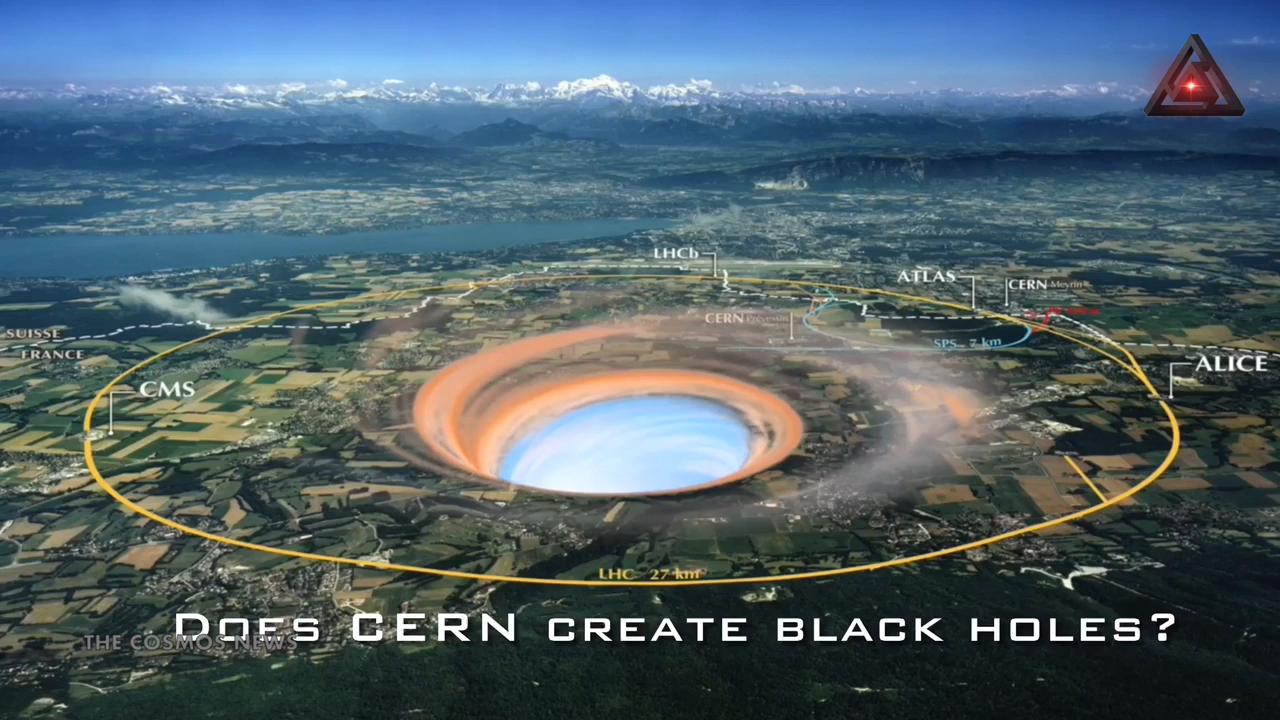 LHCb
ATLAS
CERN Meyrin
SUISSE
FRANCE
CERN Prévessin
SPS 7 km
ALICE
CMS
LHC 27 km
DOES CERN CREATE BLACK HOLES?
THE COSMOS NEWS